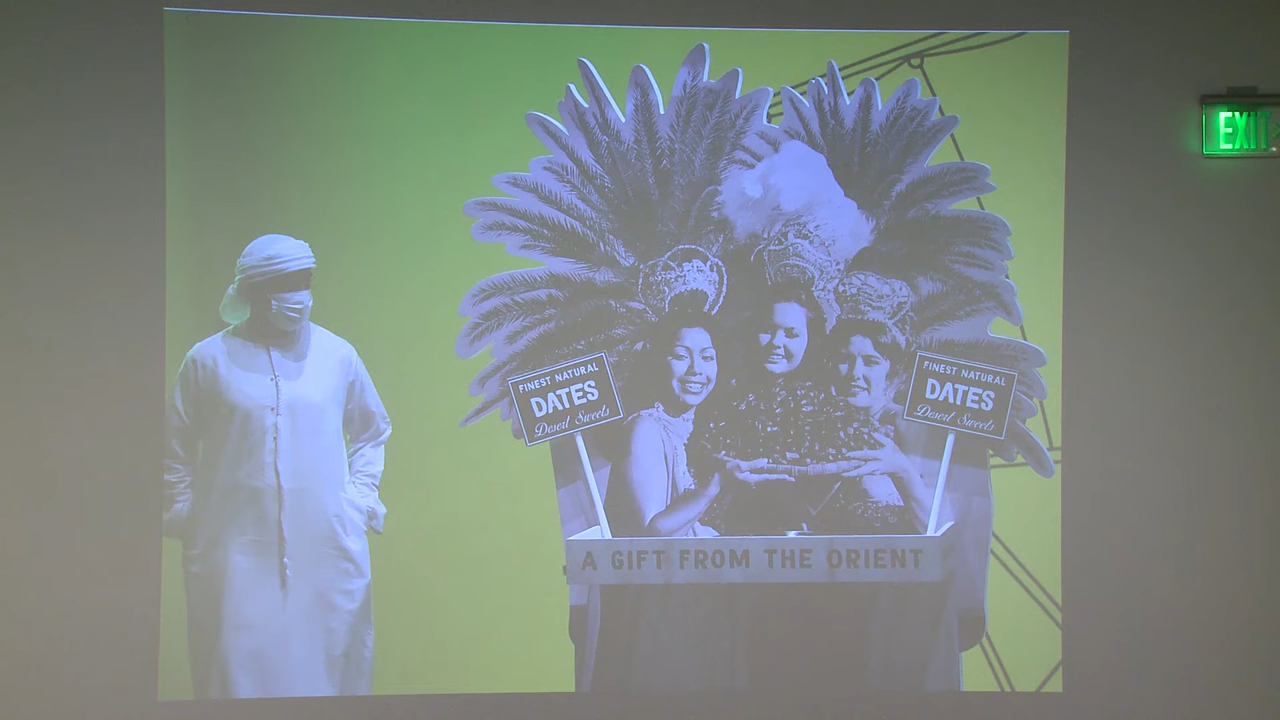 EXIT
FINEST NATURAL
DATES
Desert Sweets
FINEST NATURAL
DATES
Desert Sweets
A GIFT FROM THE ORIENT